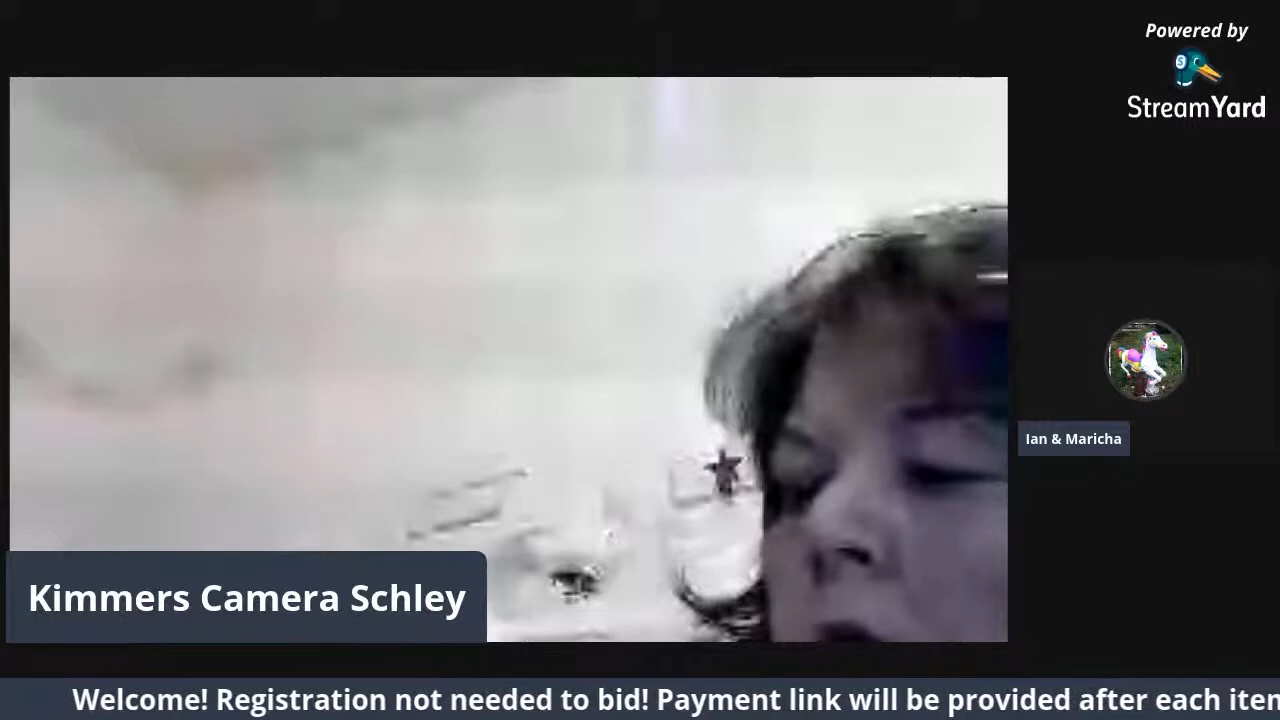 Powered by
StreamYard
Ian & Maricha
Kimmers Camera Schley
Welcome! Registration not needed to bid! Payment link will be provided after each